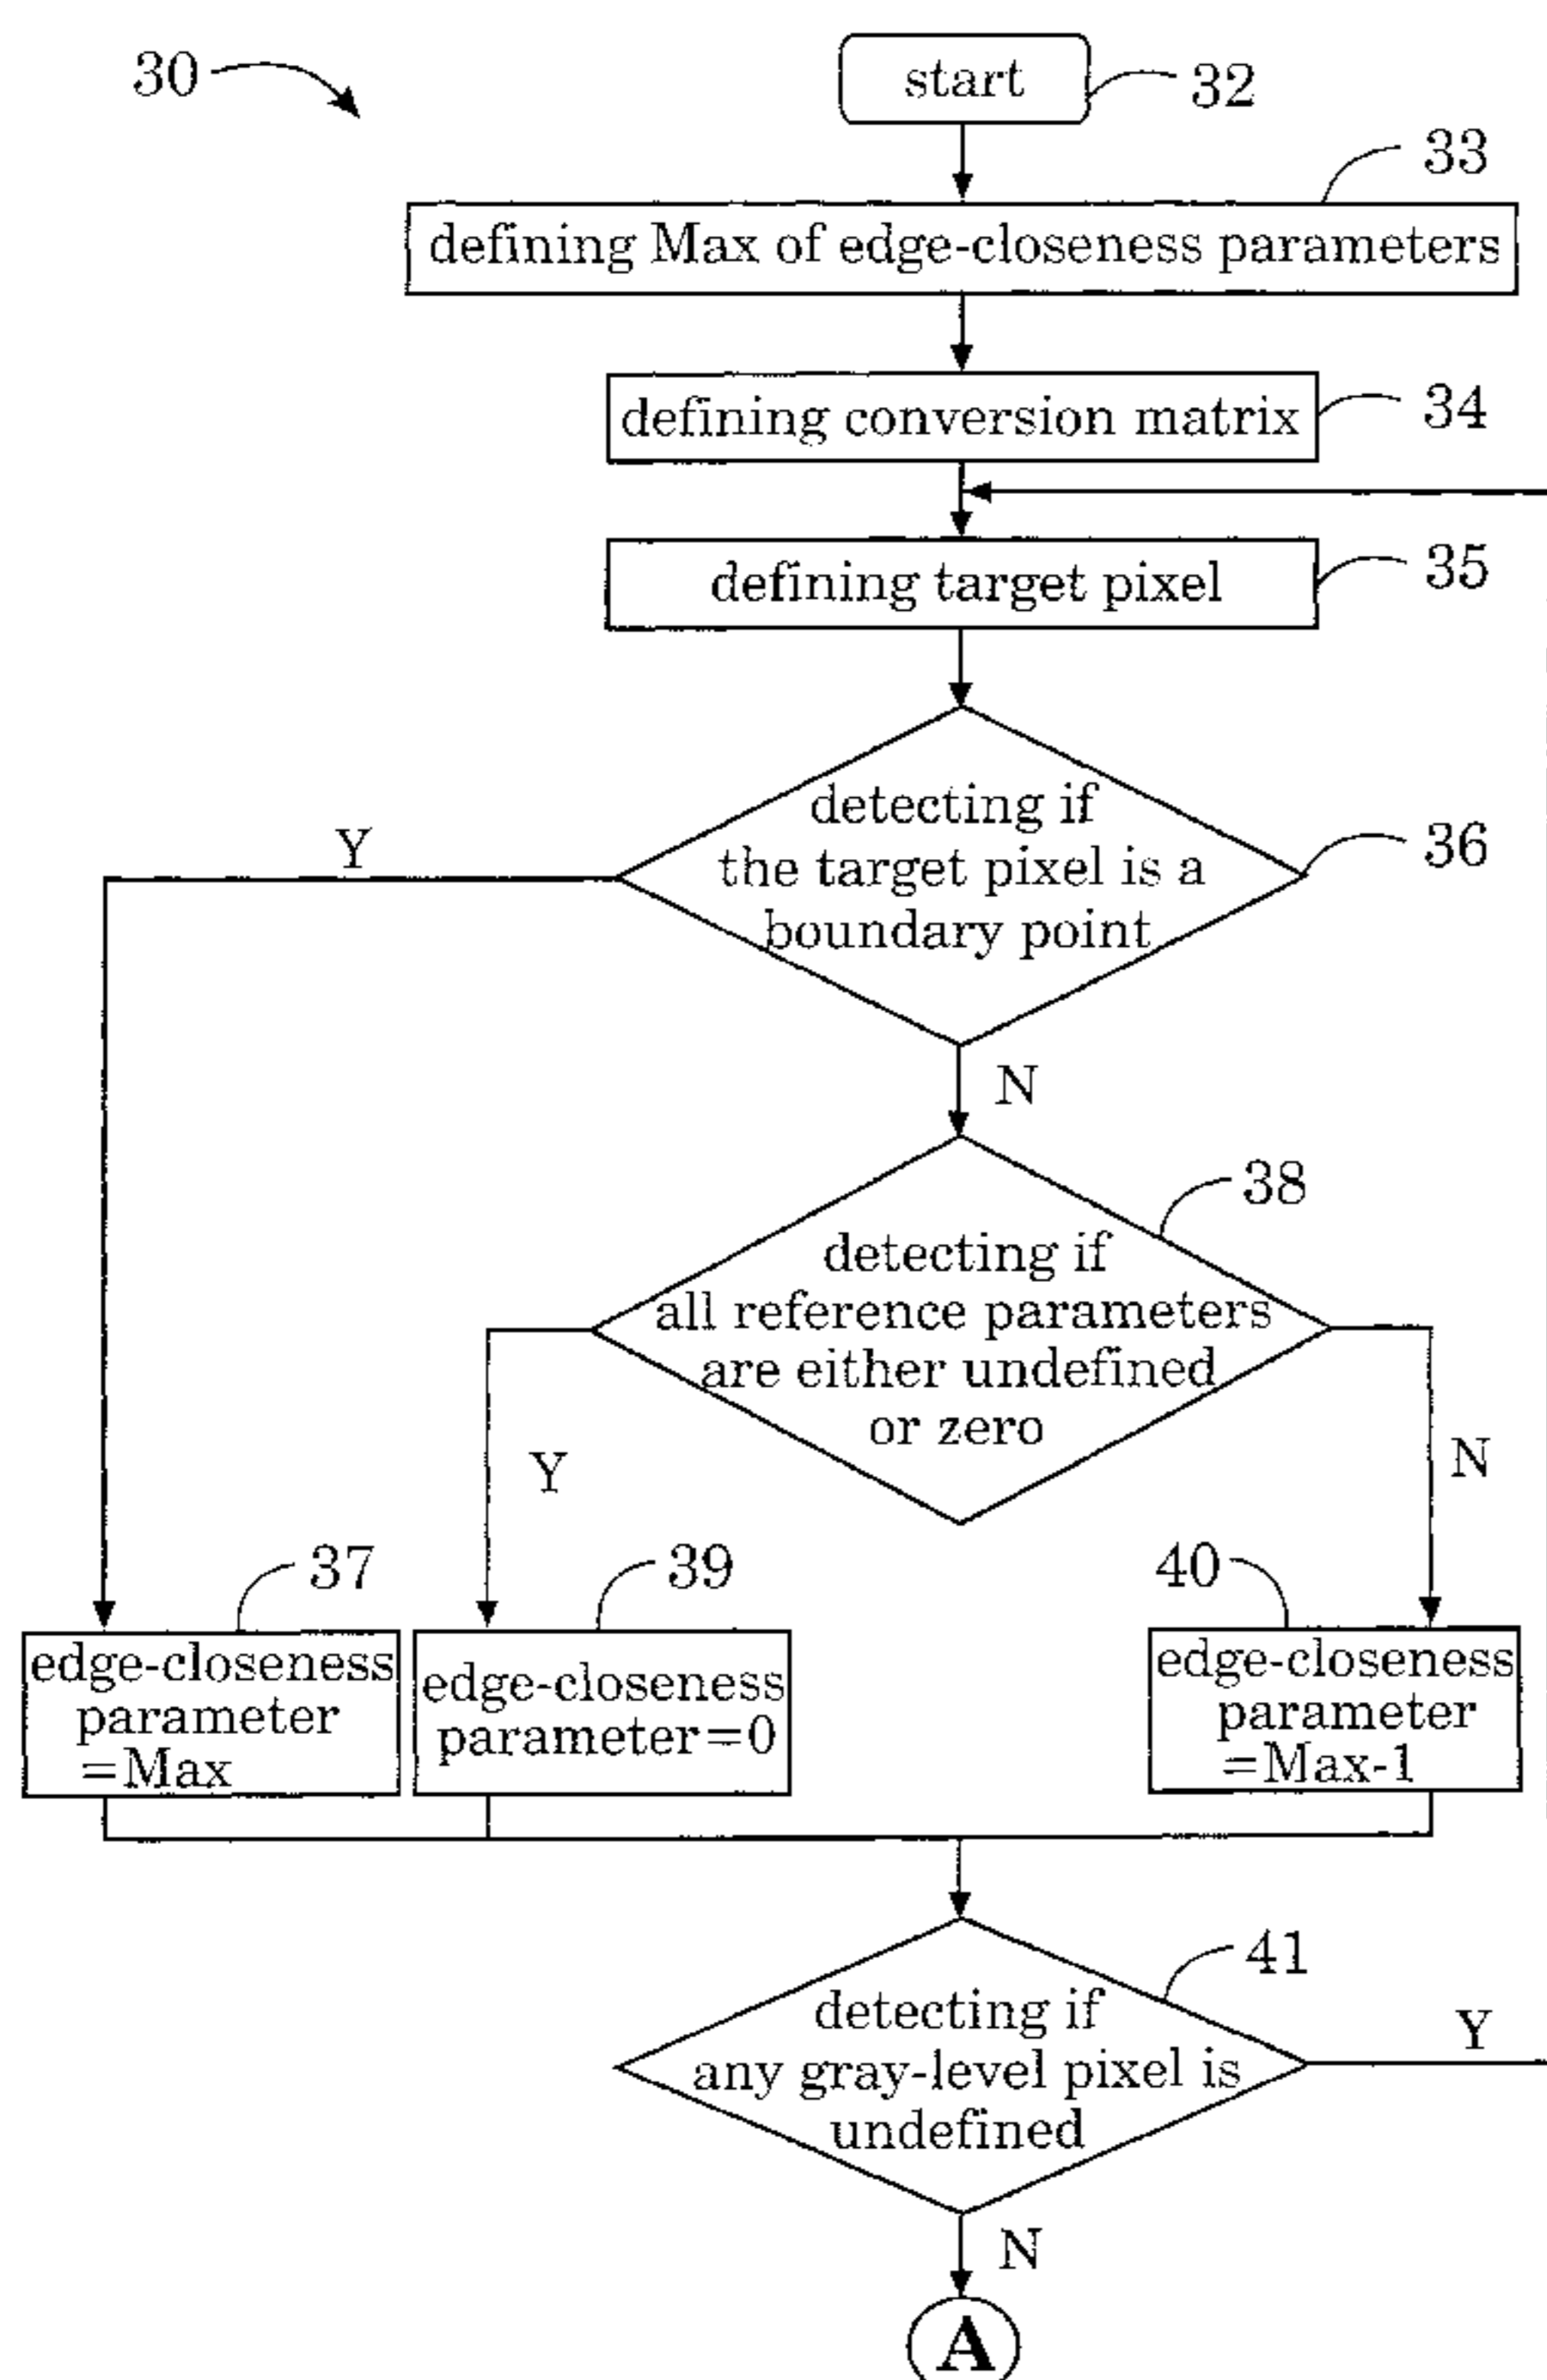 30
start
32
33
defining Max of edge-closeness parameters
defining conversion matrix
34
defining target pixel
35
detecting if
the target pixel is a
boundary point
36
Y
N
38
detecting if
all reference parameters
are either undefined
or zero
Y
N
37
39
40
edge-closeness
parameter
=Max
edge-closeness
parameter=0
edge-closeness
parameter
=Max-1
41
detecting if
any gray-level pixel is
undefined
Y
N
A